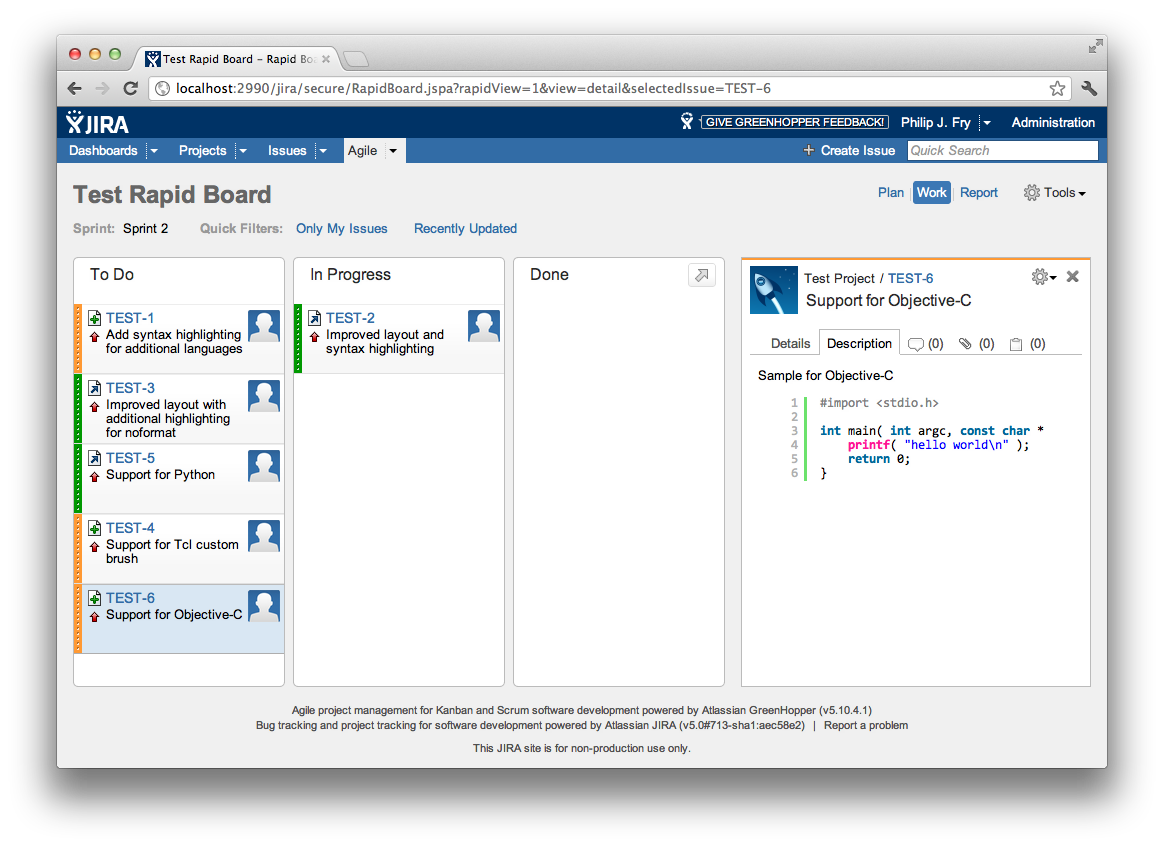 Test Rapid Board – Rapid Bo
localhost:2990/jira/secure/RapidBoard.jspa?rapidView=1&view=detail&selectedIssue=TEST-6
JIRA
GIVE GREENHOPPER FEEDBACK! Philip J. Fry Administration
Dashboards Projects Issues Agile + Create Issue Quick Search
Test Rapid Board
Plan Work Report Tools
Sprint: Sprint 2 Quick Filters: Only My Issues Recently Updated
To Do
TEST-1
Add syntax highlighting
for additional languages
TEST-3
Improved layout with
additional highlighting
for noformat
TEST-5
Support for Python
TEST-4
Support for Tcl custom
brush
TEST-6
Support for Objective-C
In Progress
TEST-2
Improved layout and
syntax highlighting
Done
Test Project / TEST-6
Support for Objective-C
Details Description (0) (0) (0)
Sample for Objective-C
1 #import <stdio.h>
2
3 int main( int argc, const char *
4 printf( "hello world\n" );
5 return 0;
6 }
Agile project management for Kanban and Scrum software development powered by Atlassian GreenHopper (v5.10.4.1)
Bug tracking and project tracking for software development powered by Atlassian JIRA (v5.0#713-sha1:aec58e2) | Report a problem
This JIRA site is for non-production use only.